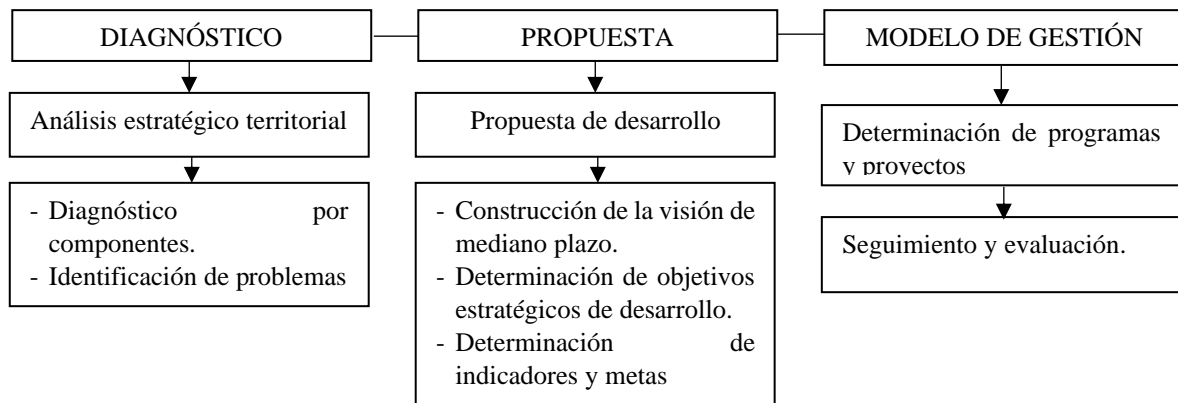 DIAGNÓSTICO
PROPUESTA
MODELO DE GESTIÓN
Análisis estratégico territorial
Propuesta de desarrollo
Determinación de programas
y proyectos
- Diagnóstico por
componentes.
- Identificación de problemas
- Construcción de la visión de
mediano plazo.
- Determinación de objetivos
estratégicos de desarrollo.
- Determinación de
indicadores y metas
Seguimiento y evaluación.